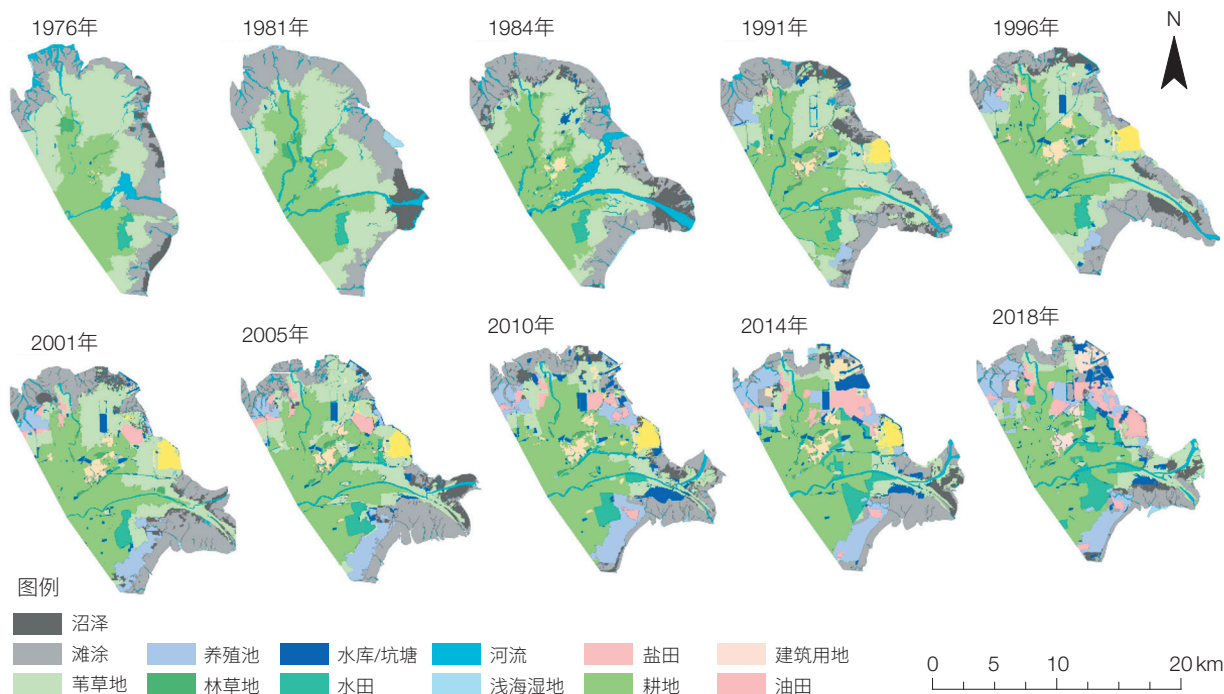 1976年
1981年
1984年
1991年
1996年
N
2001年
2005年
2010年
2014年
2018年
图例
沼泽
滩涂 养殖池 水库/坑塘 河流 盐田 建筑用地
苇草地 林草地 水田 浅海湿地 耕地 油田
0 5 10 20 km